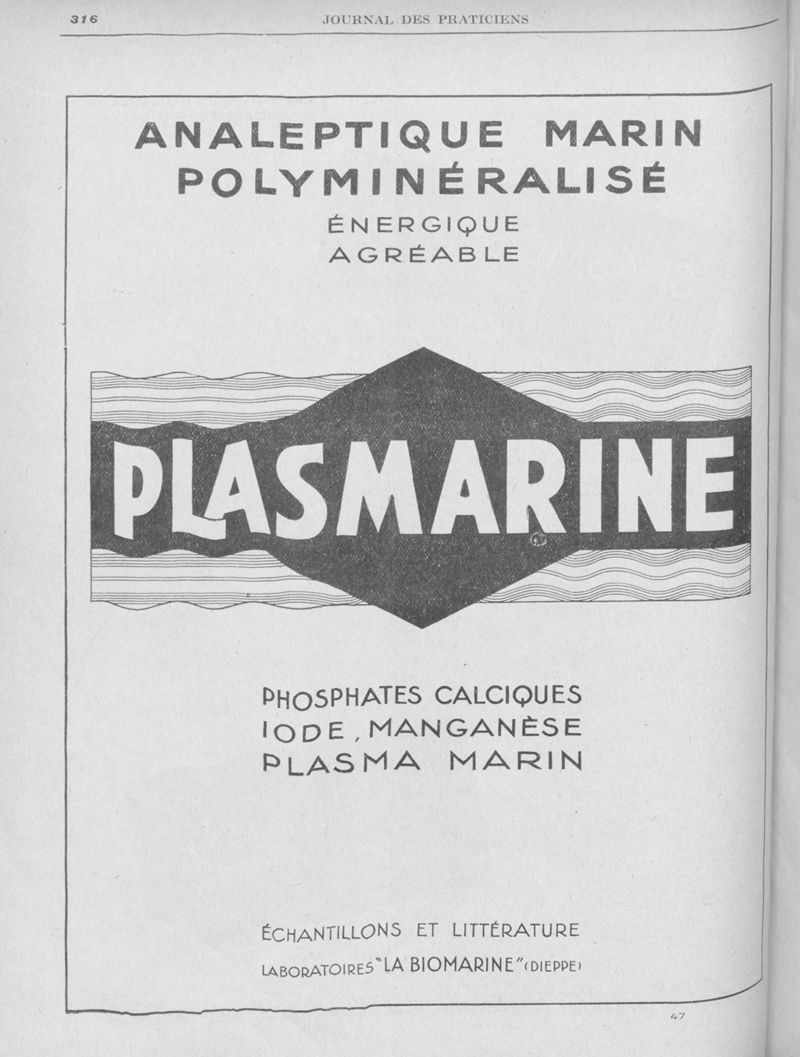 316
JOURNAL DES PRATICIENS
ANALEPTIQUE MARIN
POLYMINÉRALISÉ
ÉNERGIQUE
AGRÉABLE
PLASMARINE
PHOSPHATES CALCIQUES
IODE, MANGANÈSE
PLASMA MARIN
ÉCHANTILLONS ET LITTÉRATURE
LABORATOIRES "LA BIOMARINE" (DIEPPE)
47